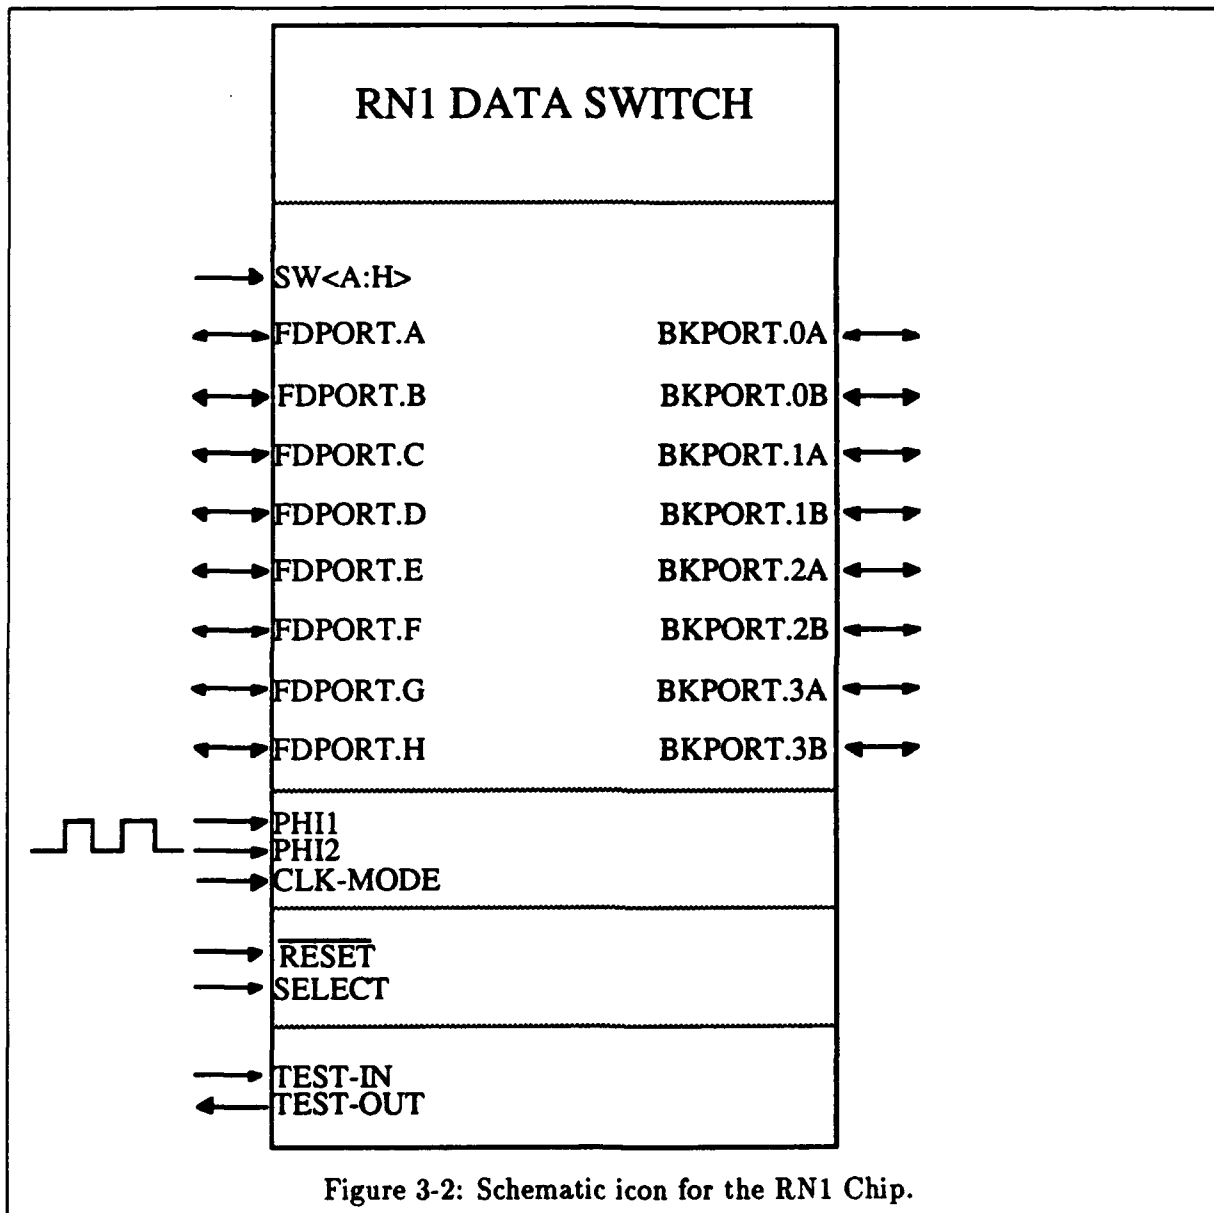 RN1 DATA SWITCH
SW<A:H>
FDPORT.A BKPORT.0A
FDPORT.B BKPORT.0B
FDPORT.C BKPORT.1A
FDPORT.D BKPORT.1B
FDPORT.E BKPORT.2A
FDPORT.F BKPORT.2B
FDPORT.G BKPORT.3A
FDPORT.H BKPORT.3B
PHI1
PHI2
CLK-MODE
RESET
SELECT
TEST-IN
TEST-OUT
Figure 3-2: Schematic icon for the RN1 Chip.